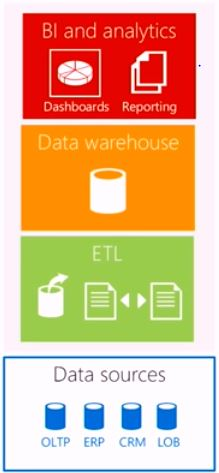 BI and analytics
Dashboards Reporting
Data warehouse
ETL
Data sources
OLTP ERP CRM LOB